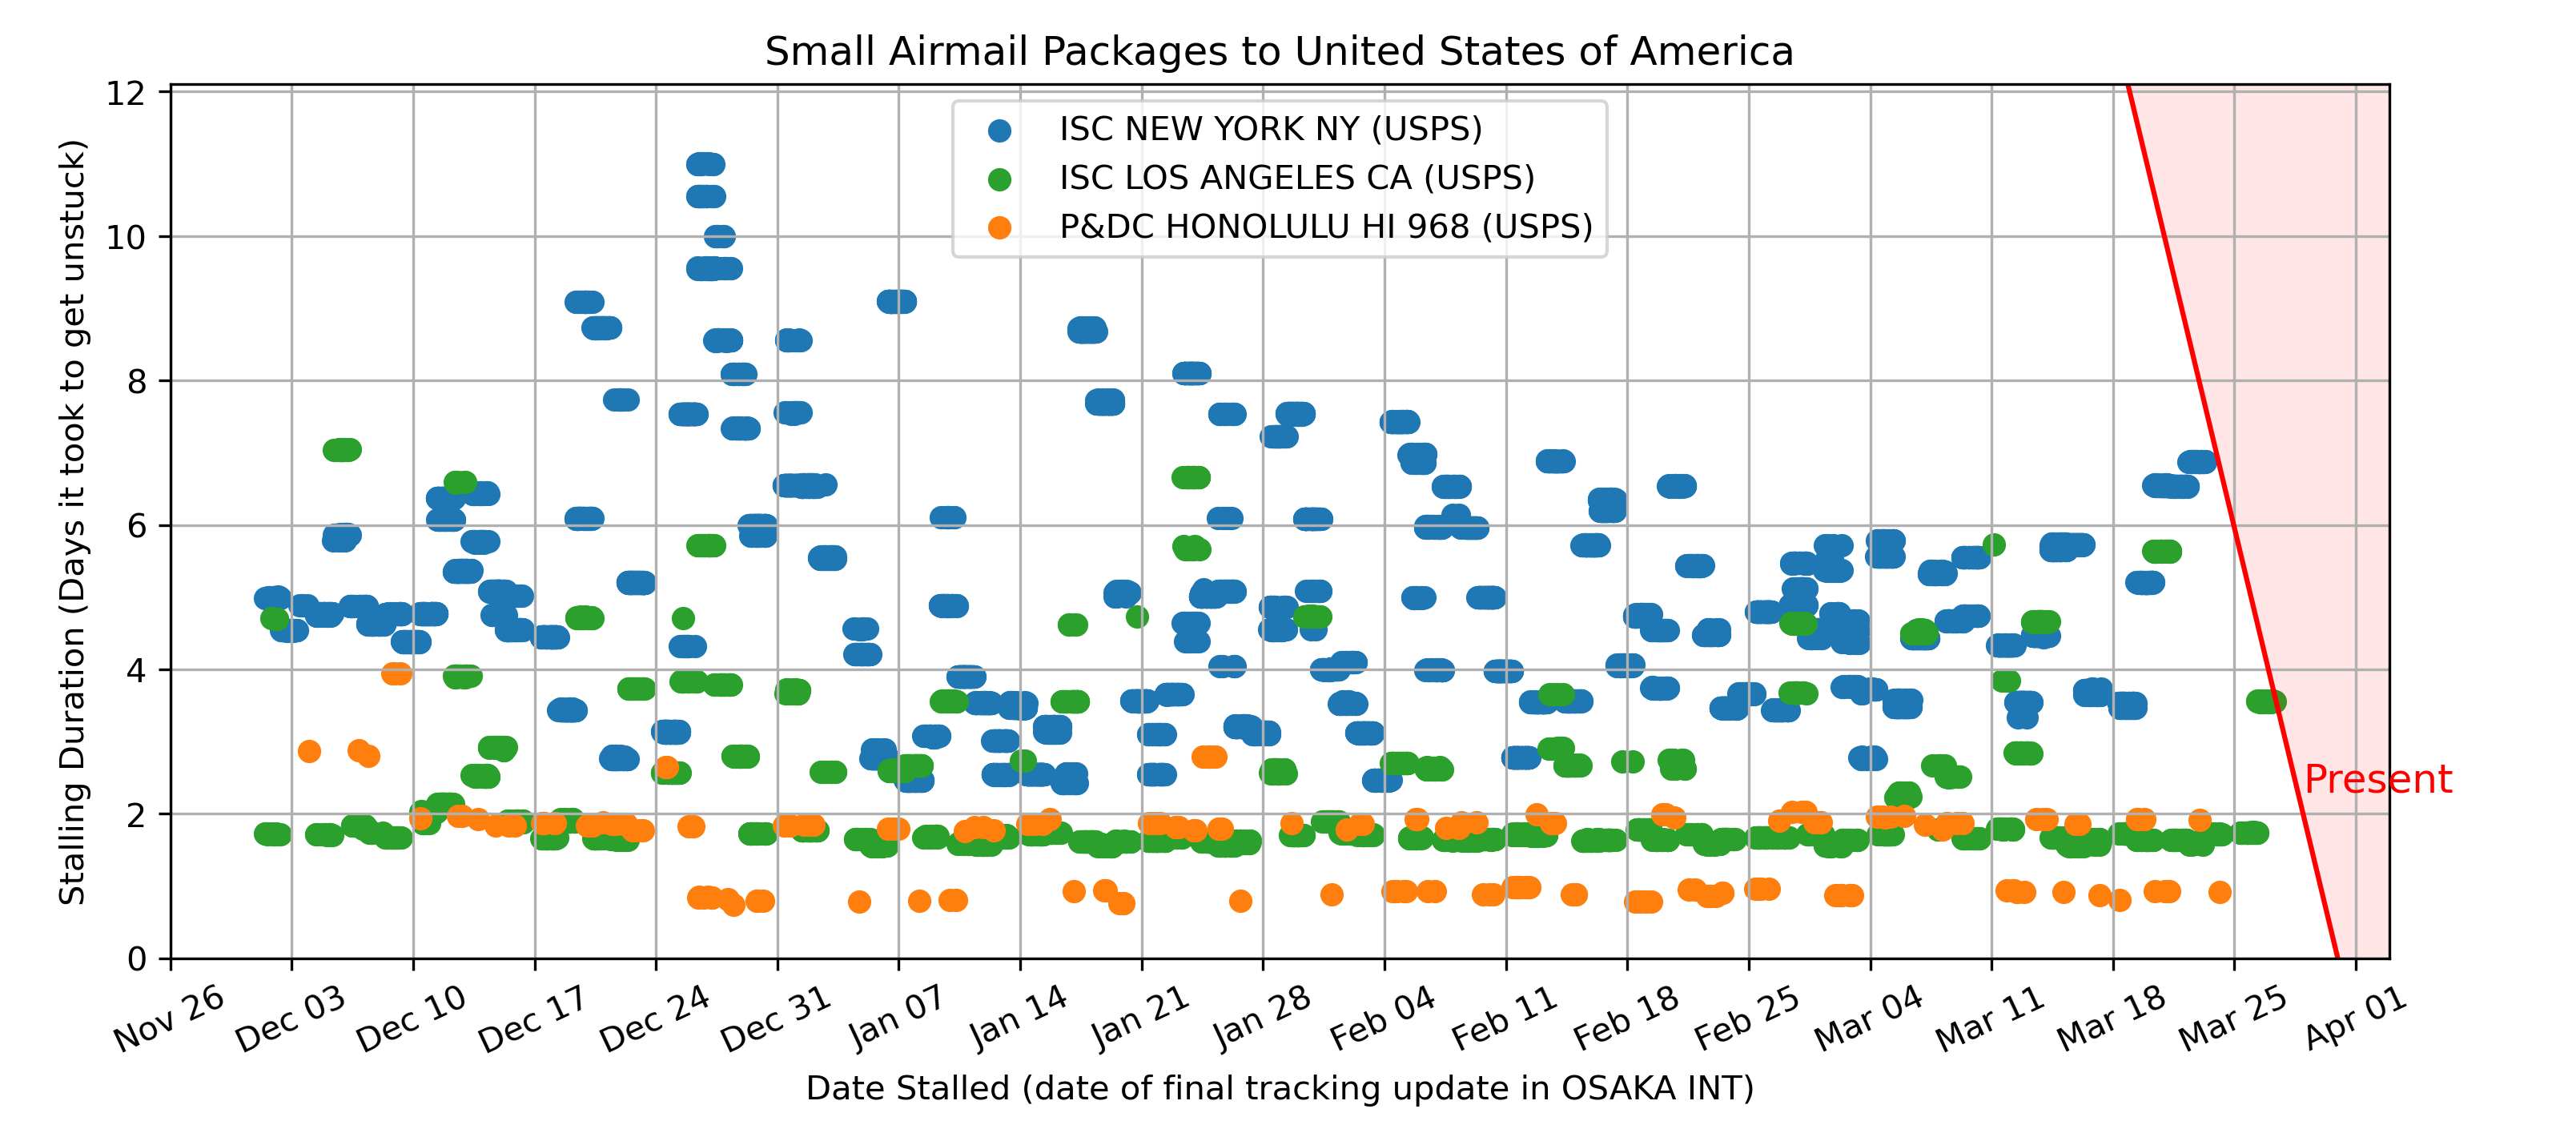 Small Airmail Packages to United States of America
ISC NEW YORK NY (USPS)
ISC LOS ANGELES CA (USPS)
P&DC HONOLULU HI 968 (USPS)
Stalling Duration (Days it took to get unstuck)
12
10
8
6
4
2
0
Present
Nov 26
Dec 03
Dec 10
Dec 17
Dec 24
Dec 31
Jan 07
Jan 14
Jan 21
Jan 28
Feb 04
Feb 11
Feb 18
Feb 25
Mar 04
Mar 11
Mar 18
Mar 25
Apr 01
Date Stalled (date of final tracking update in OSAKA INT)